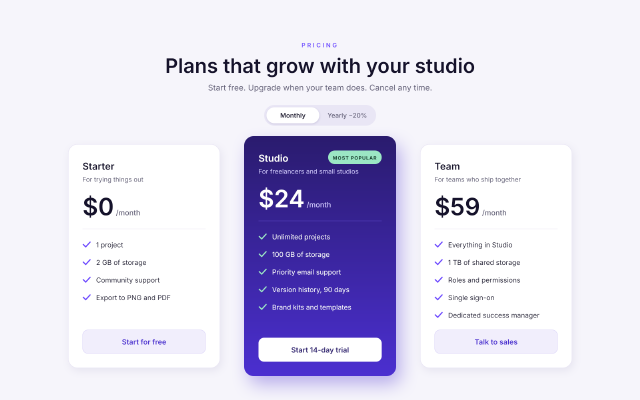 PRICING
Plans that grow with your studio
Start free. Upgrade when your team does. Cancel any time.
Monthly
Yearly −20%
Starter
For trying things out
$0 /month
1 project
2 GB of storage
Community support
Export to PNG and PDF
Start for free
Studio
MOST POPULAR
For freelancers and small studios
$24 /month
Unlimited projects
100 GB of storage
Priority email support
Version history, 90 days
Brand kits and templates
Start 14-day trial
Team
For teams who ship together
$59 /month
Everything in Studio
1 TB of shared storage
Roles and permissions
Single sign-on
Dedicated success manager
Talk to sales